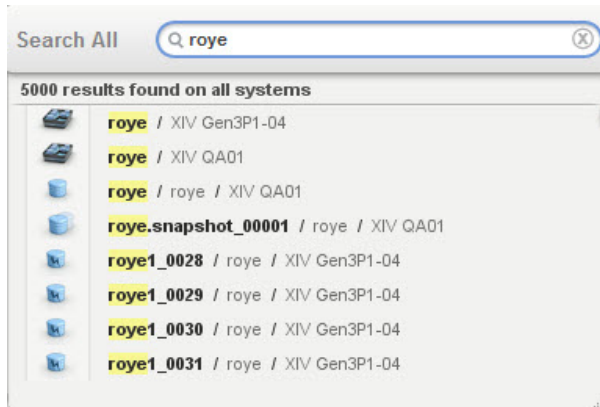 Search All roye
5000 results found on all systems
roye / XIV Gen3P1-04
roye / XIV QA01
roye / roye / XIV QA01
roye.snapshot_00001 / roye / XIV QA01
roye1_0028 / roye / XIV Gen3P1-04
roye1_0029 / roye / XIV Gen3P1-04
roye1_0030 / roye / XIV Gen3P1-04
roye1_0031 / roye / XIV Gen3P1-04